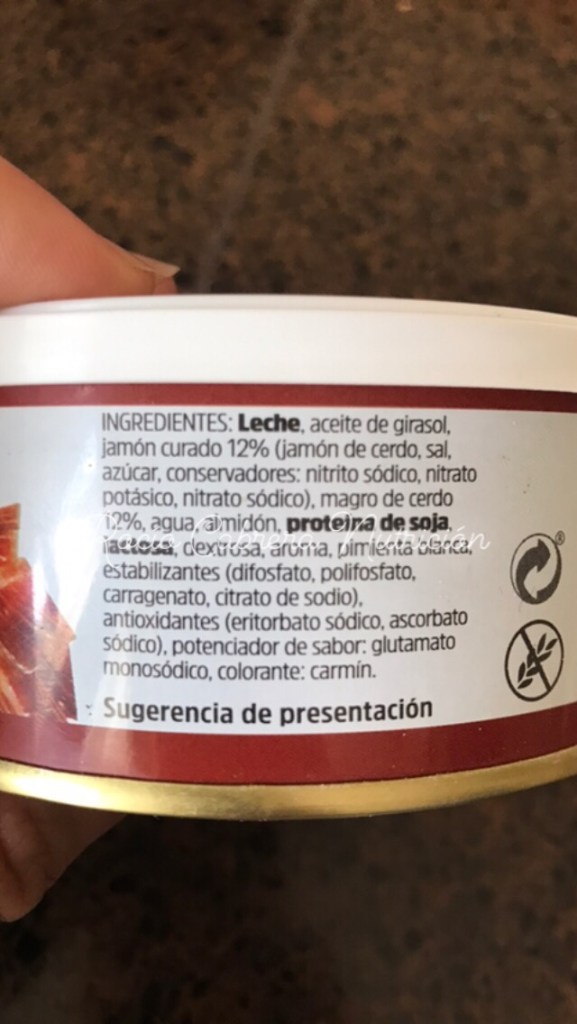 INGREDIENTES: Leche, aceite de girasol,
jamón curado 12% (jamón de cerdo, sal,
azúcar, conservadores: nitrito sódico, nitrato
potásico, nitrato sódico), magro de cerdo
12%, agua, almidón, proteína de soja,
lactosa, dextrosa, aroma, pimienta blanca,
estabilizantes (difosfato, polifosfato,
carragenato, citrato de sodio),
antioxidantes (eritorbato sódico, ascorbato
sódico), potenciador de sabor: glutamato
monosódico, colorante: carmín.
Sugerencia de presentación
Cabrera Nutrición